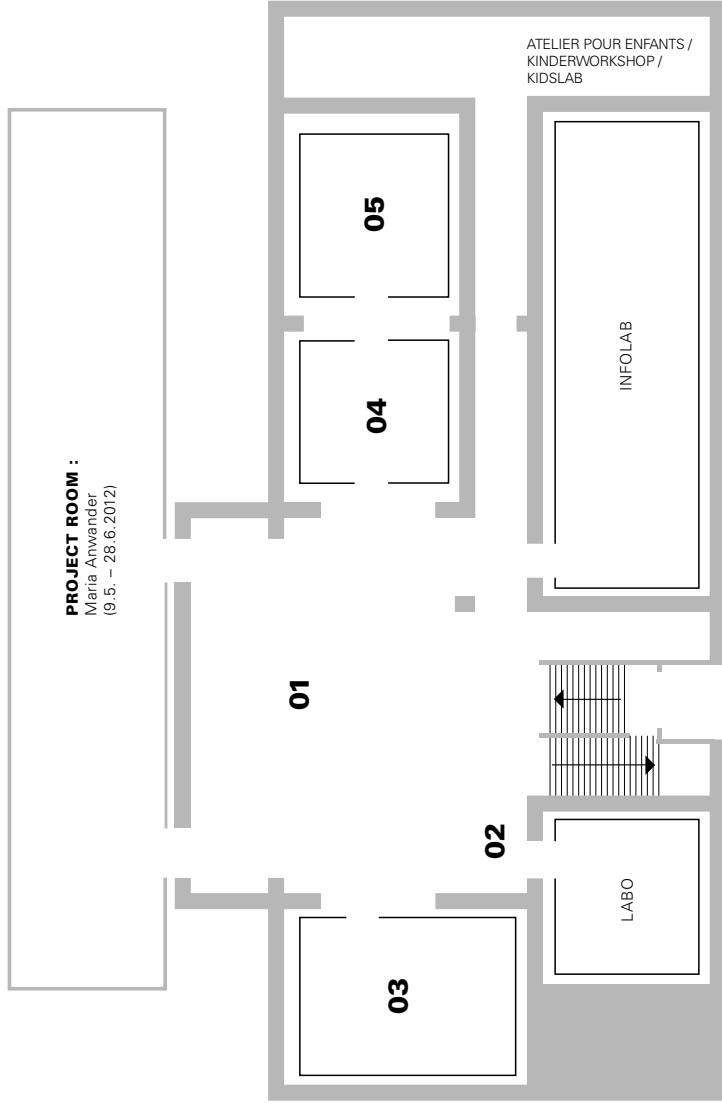 ATELIER POUR ENFANTS /
KINDERWORKSHOP /
KIDSLAB
05
INFOLAB
04
PROJECT ROOM :
Maria Anwander
(9.5. – 28.6.2012)
01
02
LABO
03